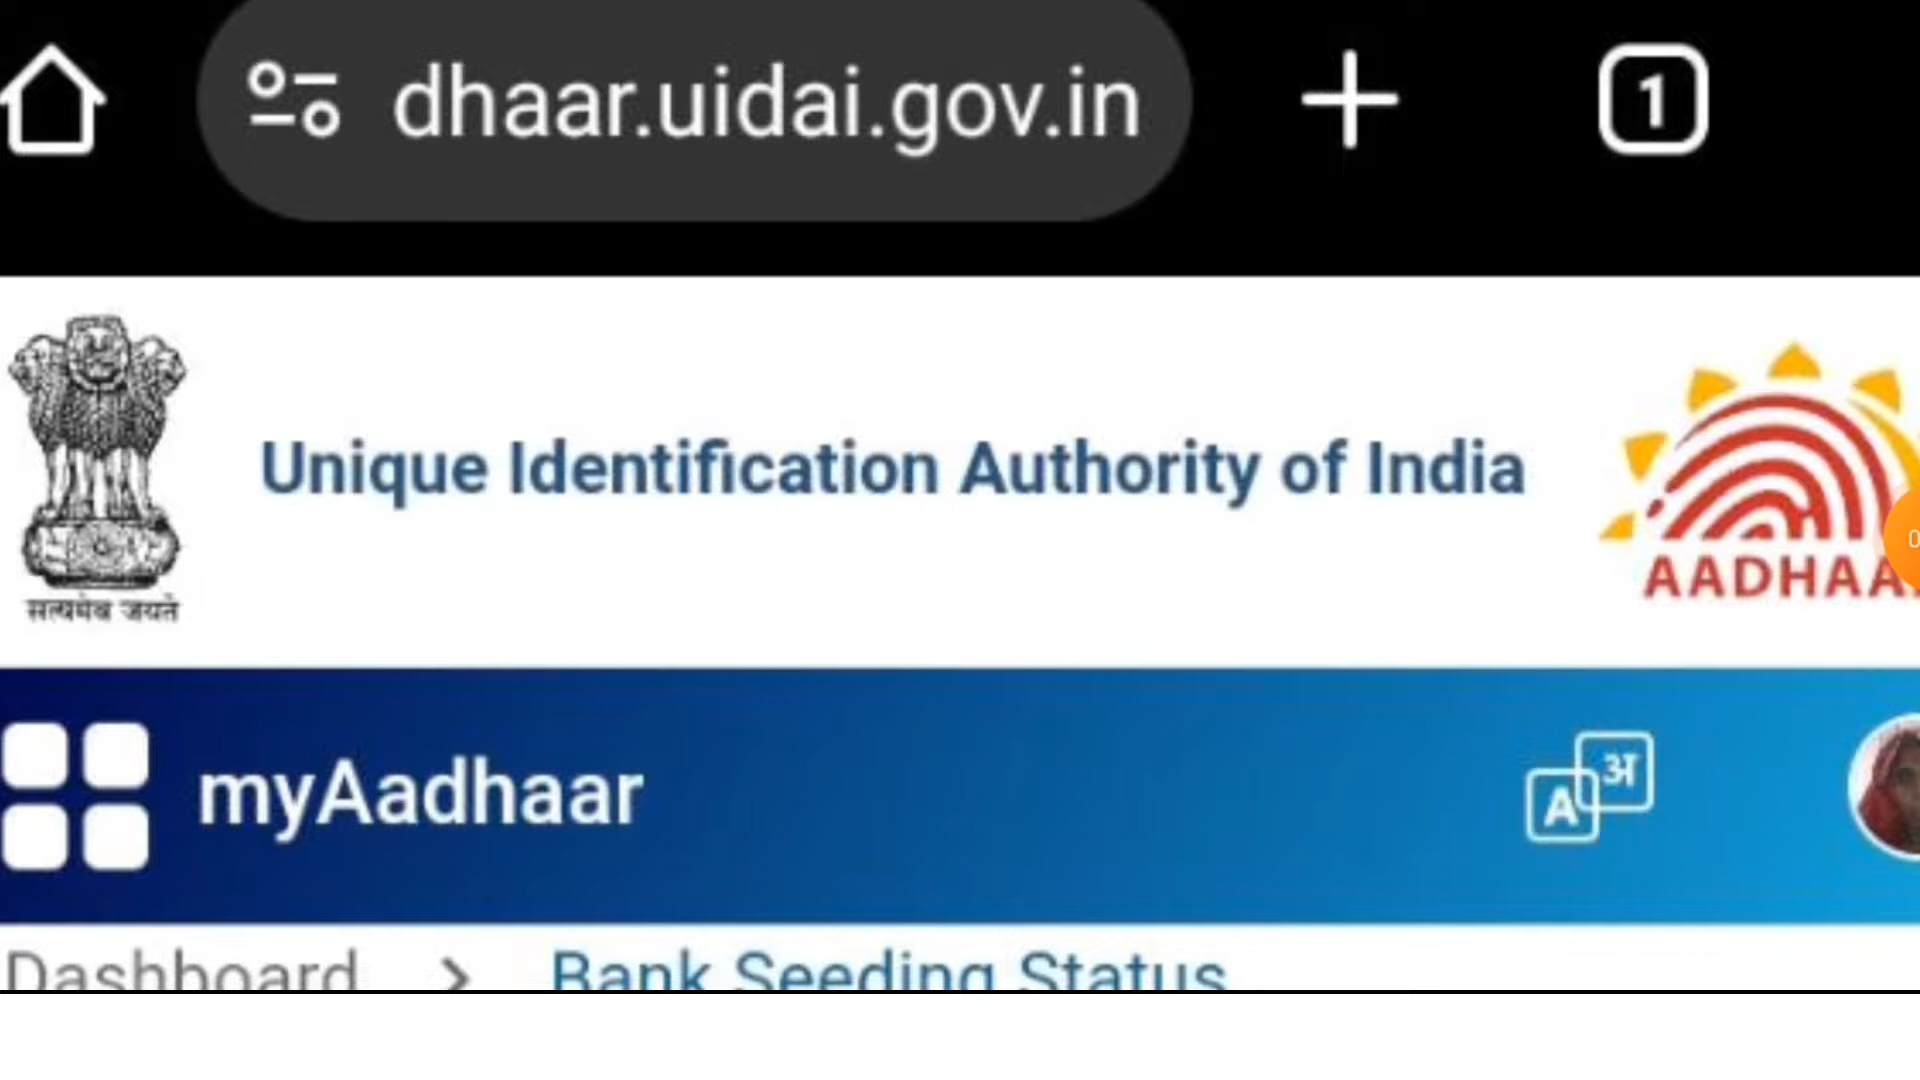 dhaar.uidai.gov.in
1
सत्यमेव जयते
Unique Identification Authority of India
AADHAA
0
myAadhaar
A अ
Dashboard > Bank Seeding Status